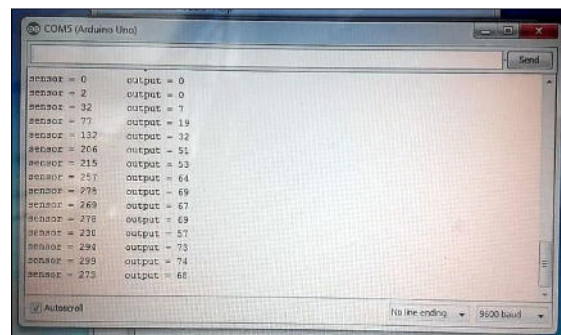 COM5 (Arduino Uno)
Send
sensor = 0 output = 0
sensor = 2 output = 0
sensor = 32 output = 7
sensor = 77 output = 19
sensor = 132 output = 32
sensor = 206 output = 51
sensor = 215 output = 53
sensor = 257 output = 64
sensor = 278 output = 69
sensor = 269 output = 67
sensor = 278 output = 69
sensor = 230 output = 57
sensor = 294 output = 73
sensor = 299 output = 74
sensor = 275 output = 68
Autoscroll
No line ending
9600 baud